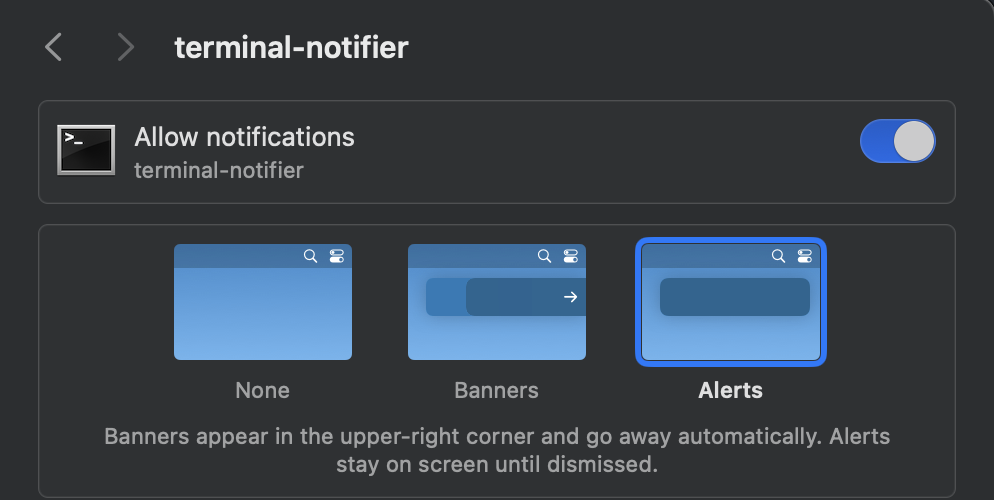 terminal-notifier
Allow notifications
terminal-notifier
None
Banners
Alerts
Banners appear in the upper-right corner and go away automatically. Alerts
stay on screen until dismissed.